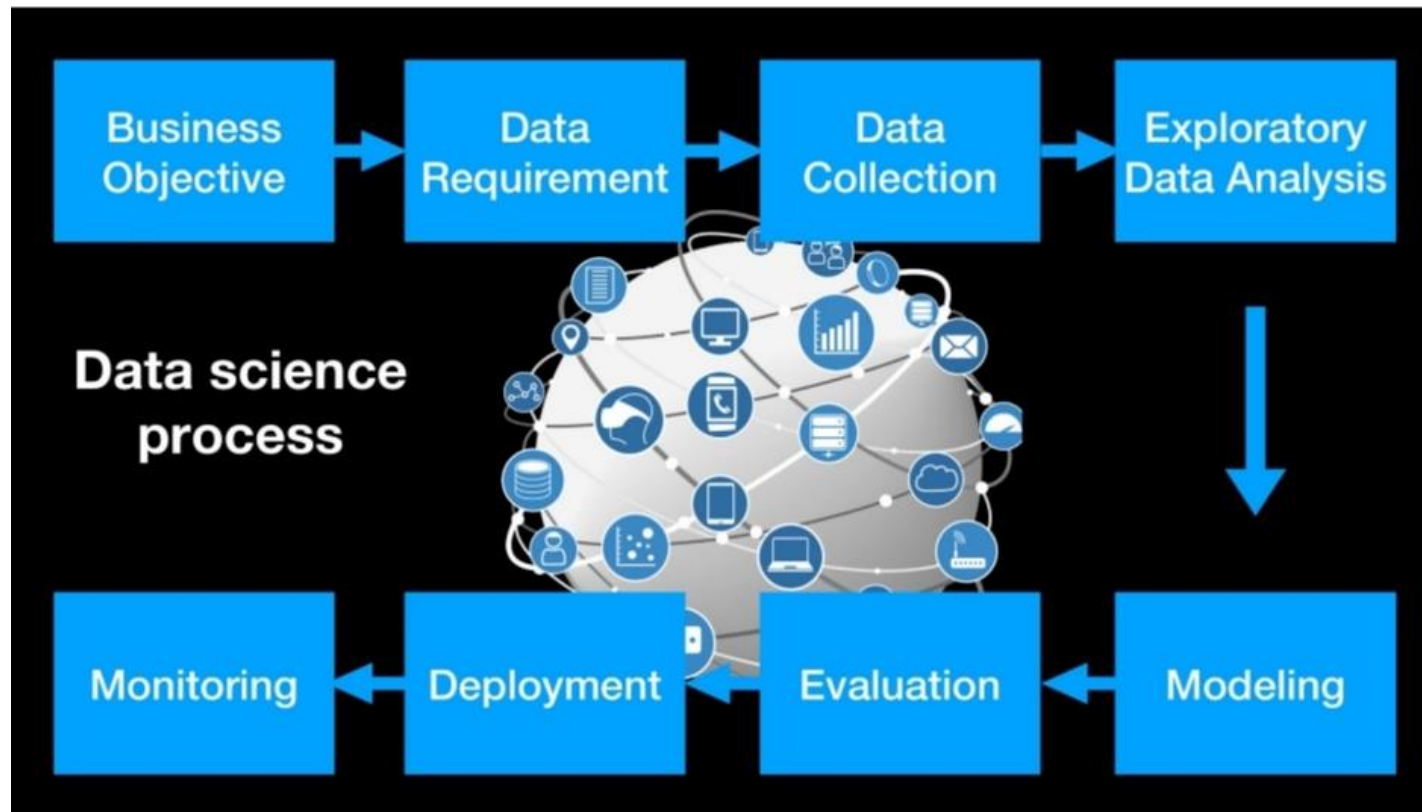 Business
Objective
Data
Requirement
Data
Collection
Exploratory
Data Analysis
Data science
process
Monitoring
Deployment
Evaluation
Modeling